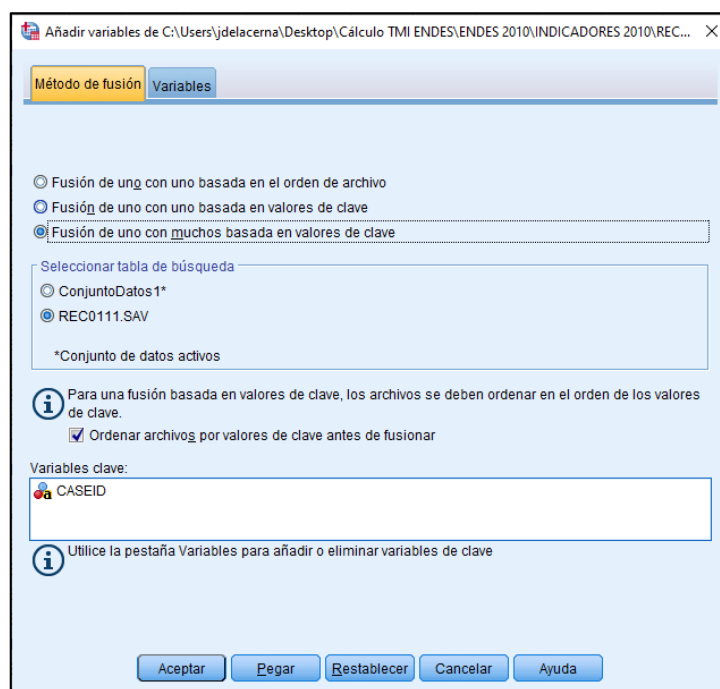 Añadir variables de C:\Users\jdelacerna\Desktop\Cálculo TMI ENDES\ENDES 2010\INDICADORES 2010\REC...
Método de fusión
Variables
Fusión de uno con uno basada en el orden de archivo
Fusión de uno con uno basada en valores de clave
Fusión de uno con muchos basada en valores de clave
Seleccionar tabla de búsqueda
ConjuntoDatos1*
REC0111.SAV
*Conjunto de datos activos
Para una fusión basada en valores de clave, los archivos se deben ordenar en el orden de los valores
de clave.
Ordenar archivos por valores de clave antes de fusionar
Variables clave:
CASEID
Utilice la pestaña Variables para añadir o eliminar variables de clave
Aceptar
Pegar
Restablecer
Cancelar
Ayuda